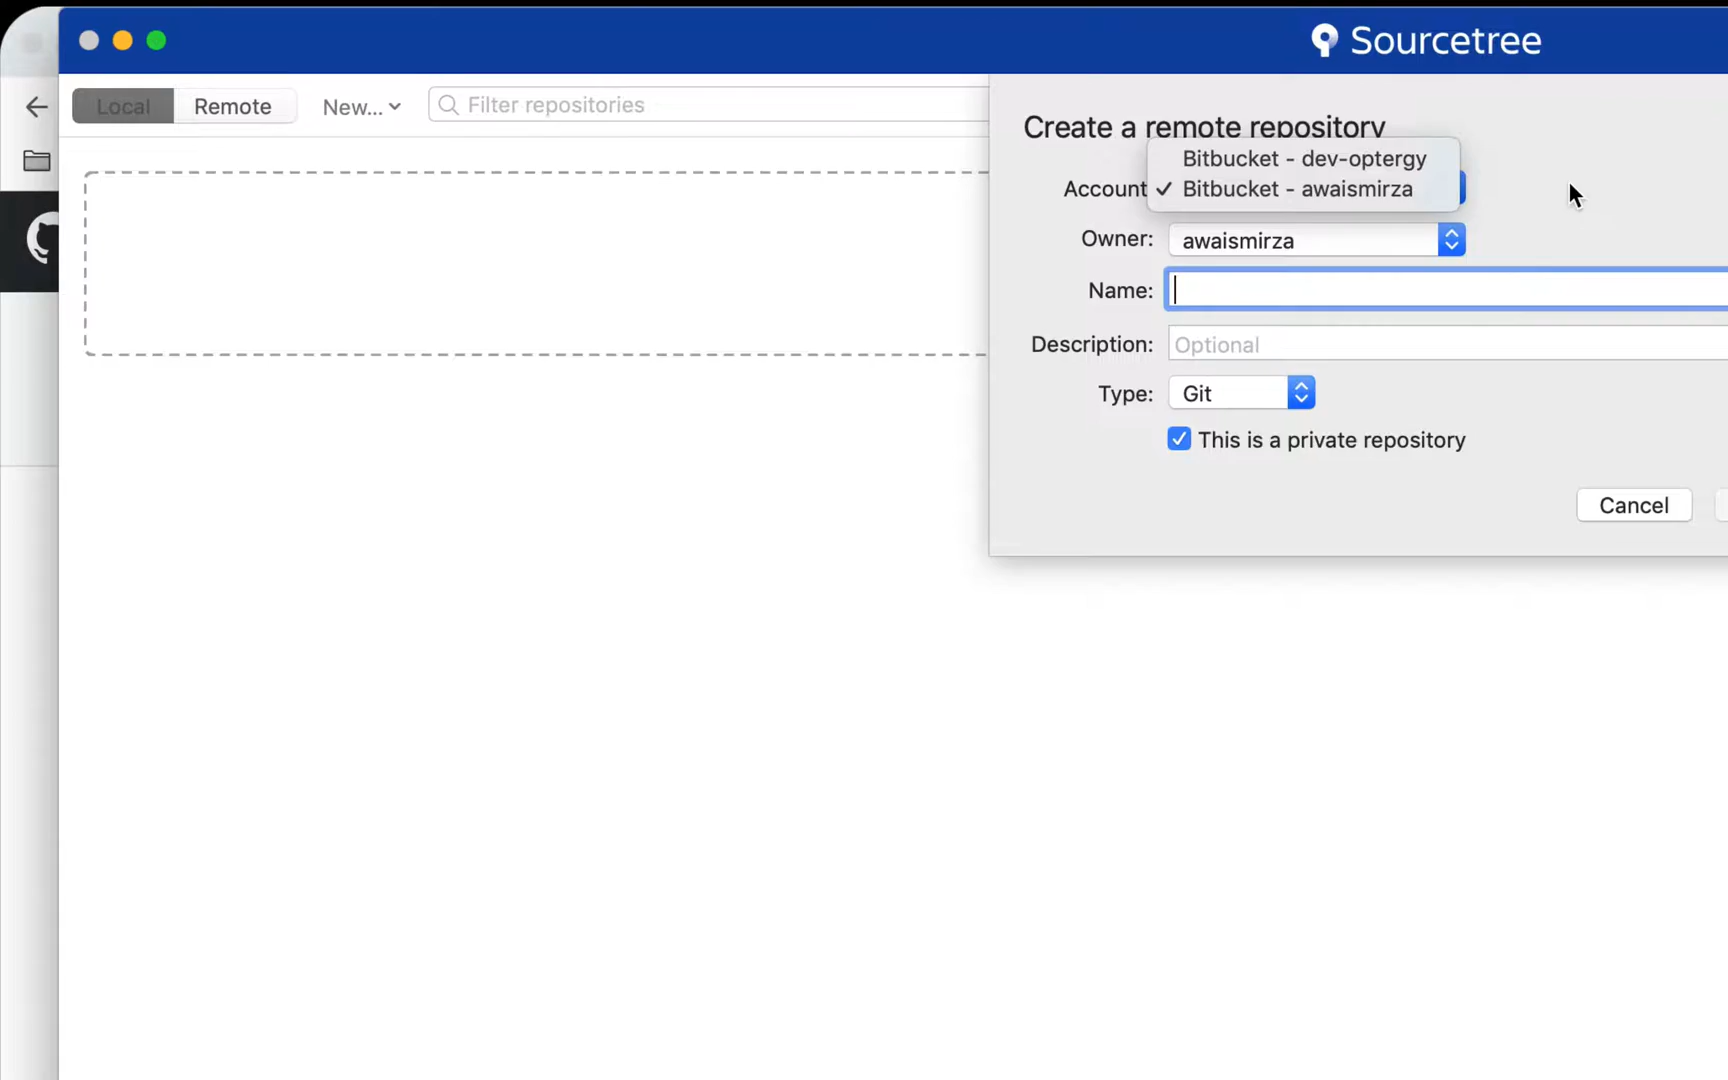 Sourcetree
Local Remote New... Filter repositories
Create a remote repository
Bitbucket - dev-optergy
Account ✓ Bitbucket - awaismirza
Owner: awaismirza
Name:
Description: Optional
Type: Git
This is a private repository
Cancel